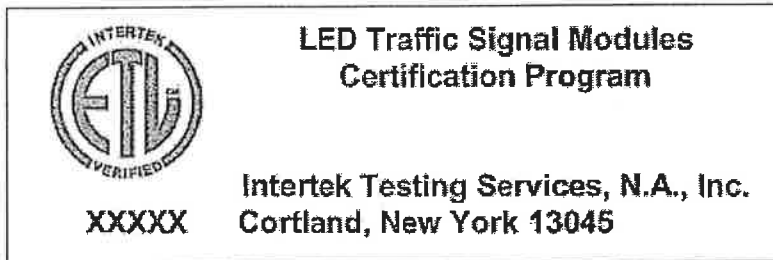 INTERTEK
ETL
VERIFIED
LED Traffic Signal Modules
Certification Program
Intertek Testing Services, N.A., Inc.
XXXXX Cortland, New York 13045